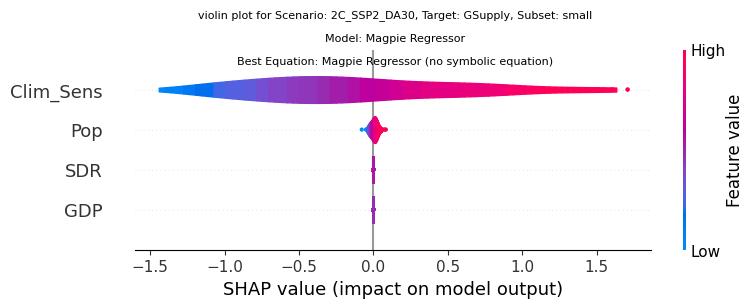 violin plot for Scenario: 2C_SSP2_DA30, Target: GSupply, Subset: small
Model: Magpie Regressor
Best Equation: Magpie Regressor (no symbolic equation)
High
Clim_Sens
Pop
SDR
GDP
Feature value
Low
−1.5 −1.0 −0.5 0.0 0.5 1.0 1.5
SHAP value (impact on model output)